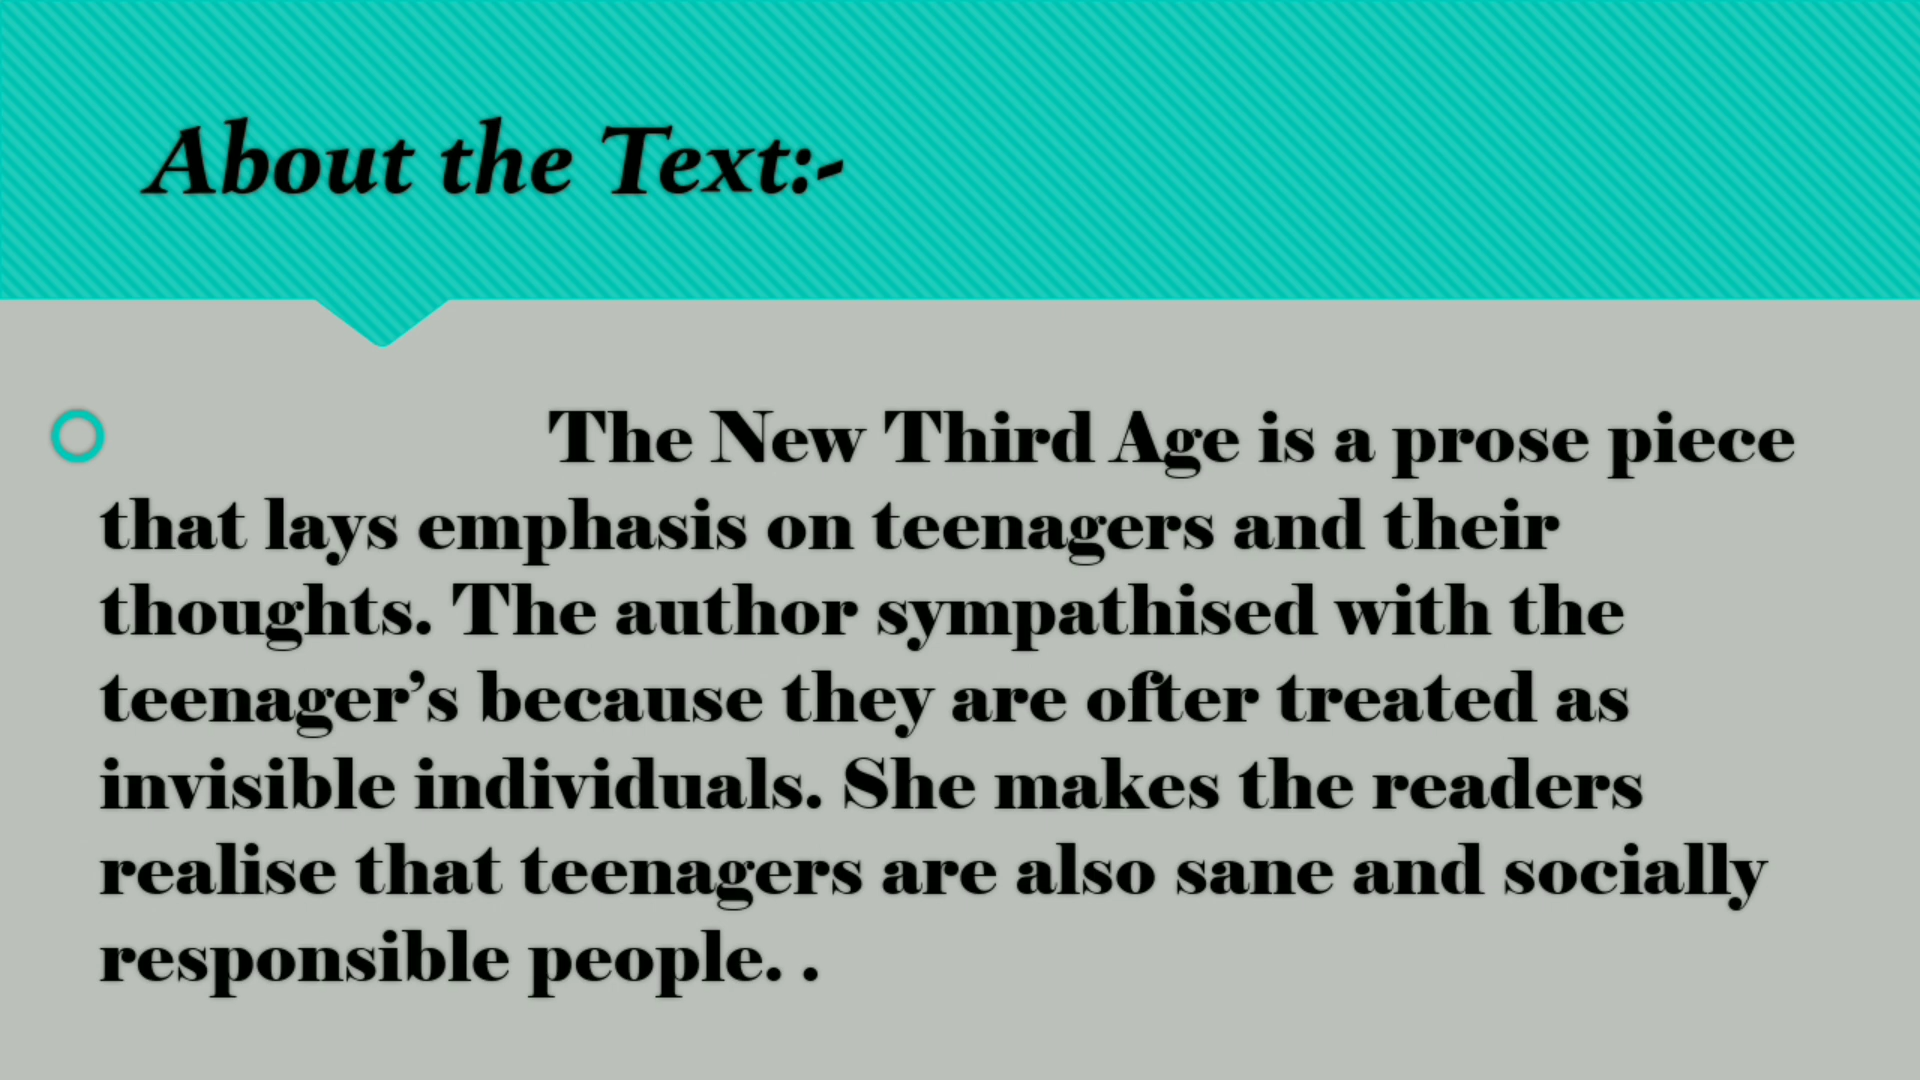 About the Text:-
The New Third Age is a prose piece
that lays emphasis on teenagers and their
thoughts. The author sympathised with the
teenager’s because they are ofter treated as
invisible individuals. She makes the readers
realise that teenagers are also sane and socially
responsible people. .